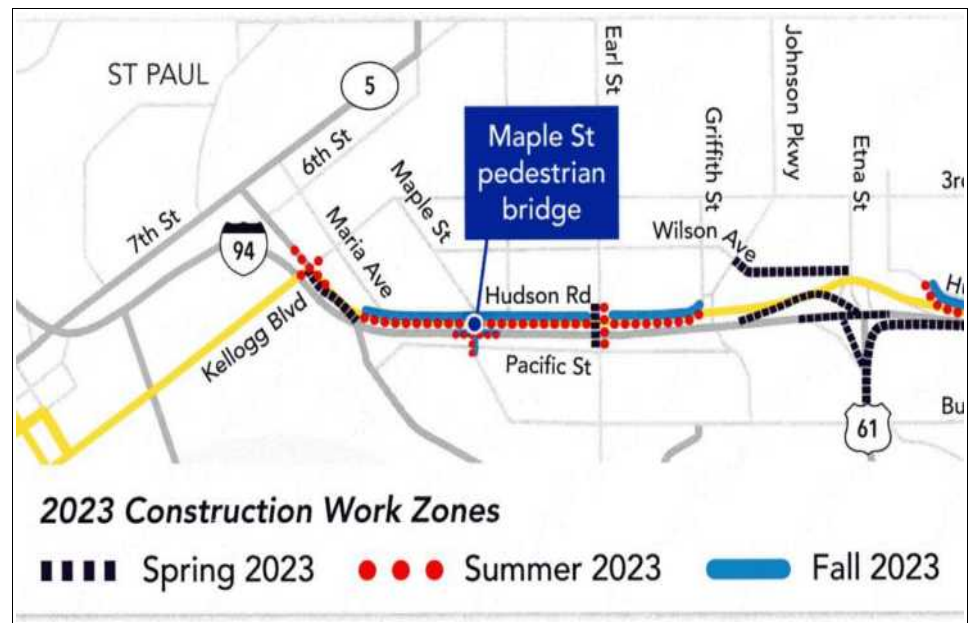 ST PAUL
5
6th St
7th St
94
Maria Ave
Maple St
Maple St
pedestrian
bridge
Earl St
Griffith St
Johnson Pkwy
Etna St
3rd
Wilson Ave
Hudson Rd
Kellogg Blvd
Pacific St
61
2023 Construction Work Zones
Spring 2023
Summer 2023
Fall 2023